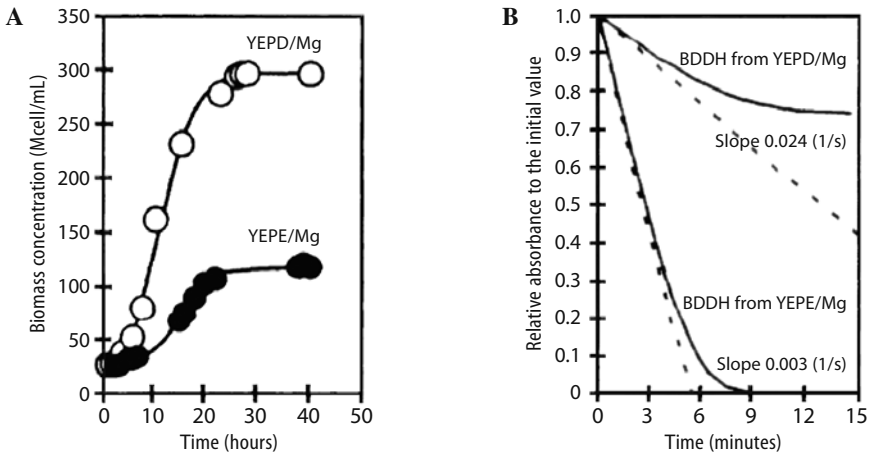 A
Biomass concentration (Mcell/mL)
350
300
250
200
150
100
50
0
YEPD/Mg
YEPE/Mg
0 10 20 30 40 50
Time (hours)
B
Relative absorbance to the initial value
1.0
0.9
0.8
0.7
0.6
0.5
0.4
0.3
0.2
0.1
0
BDDH from YEPD/Mg
Slope 0.024 (1/s)
BDDH from YEPE/Mg
Slope 0.003 (1/s)
0 3 6 9 12 15
Time (minutes)